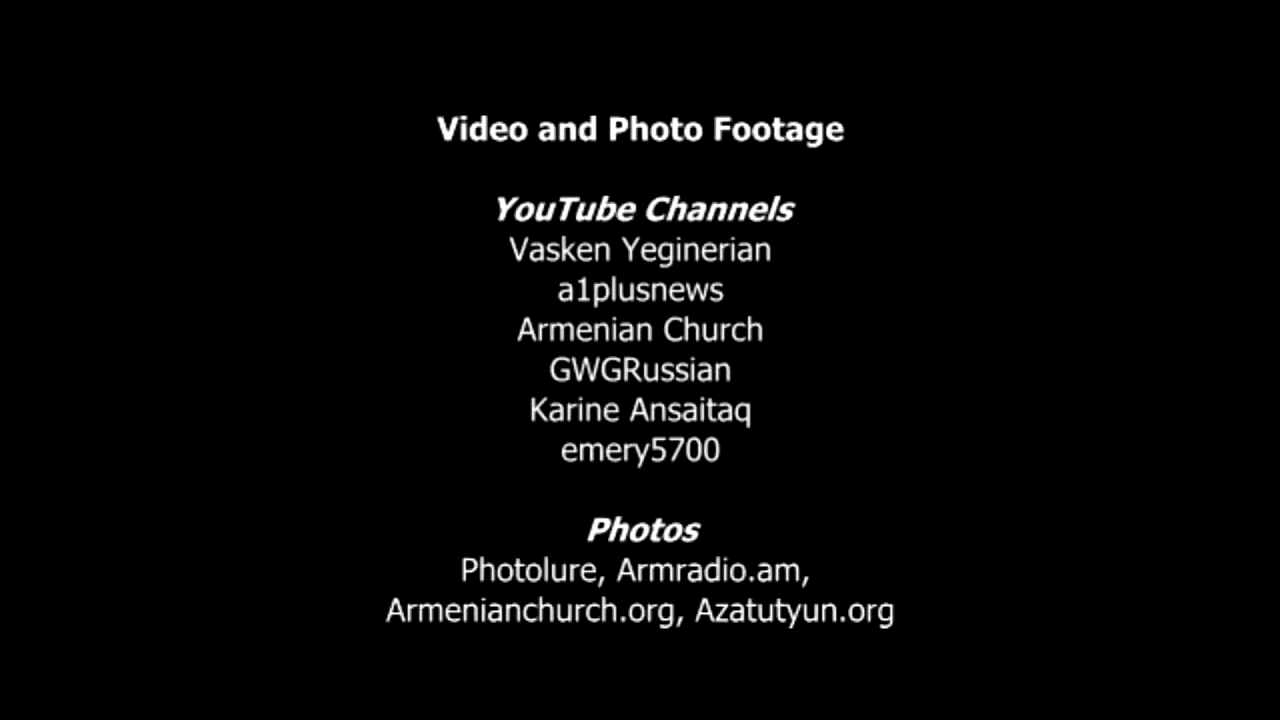 Video and Photo Footage
YouTube Channels
Vasken Yeginerian
a1plusnews
Armenian Church
GWGRussian
Karine Ansaitaq
emery5700
Photos
Photolure, Armradio.am,
Armenianchurch.org, Azatutyun.org